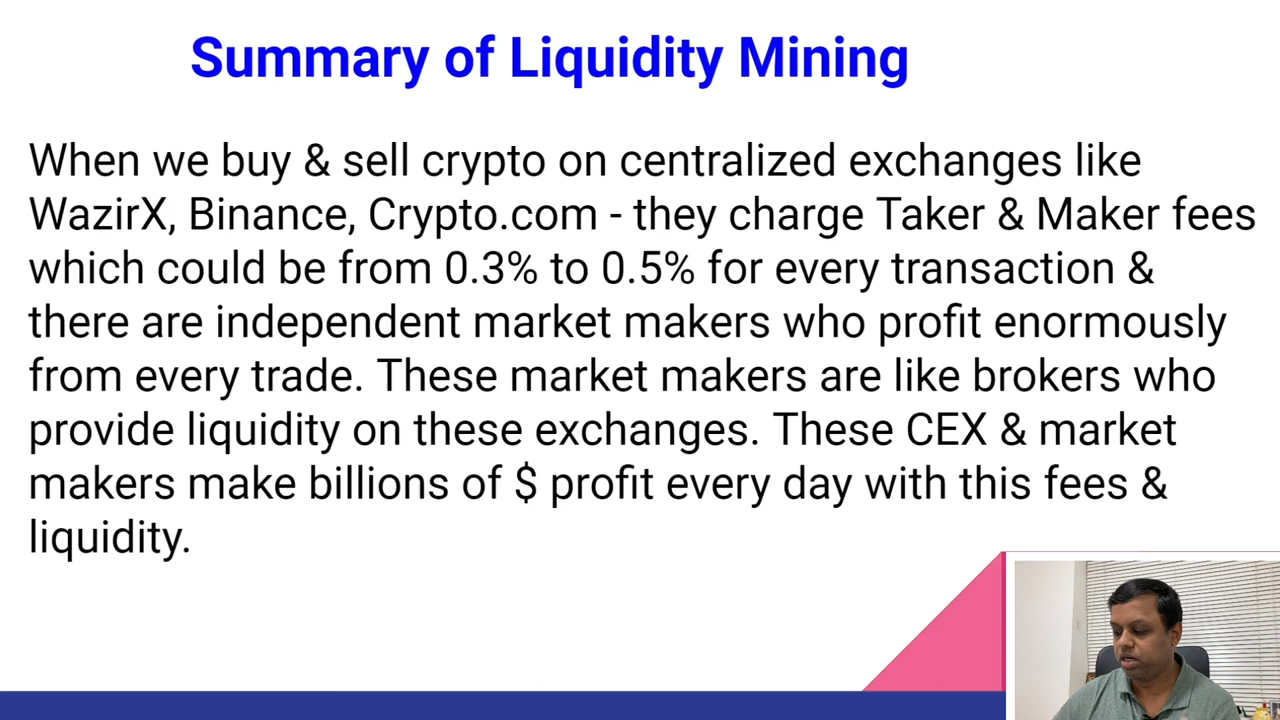 Summary of Liquidity Mining
When we buy & sell crypto on centralized exchanges like
WazirX, Binance, Crypto.com - they charge Taker & Maker fees
which could be from 0.3% to 0.5% for every transaction &
there are independent market makers who profit enormously
from every trade. These market makers are like brokers who
provide liquidity on these exchanges. These CEX & market
makers make billions of $ profit every day with this fees &
liquidity.